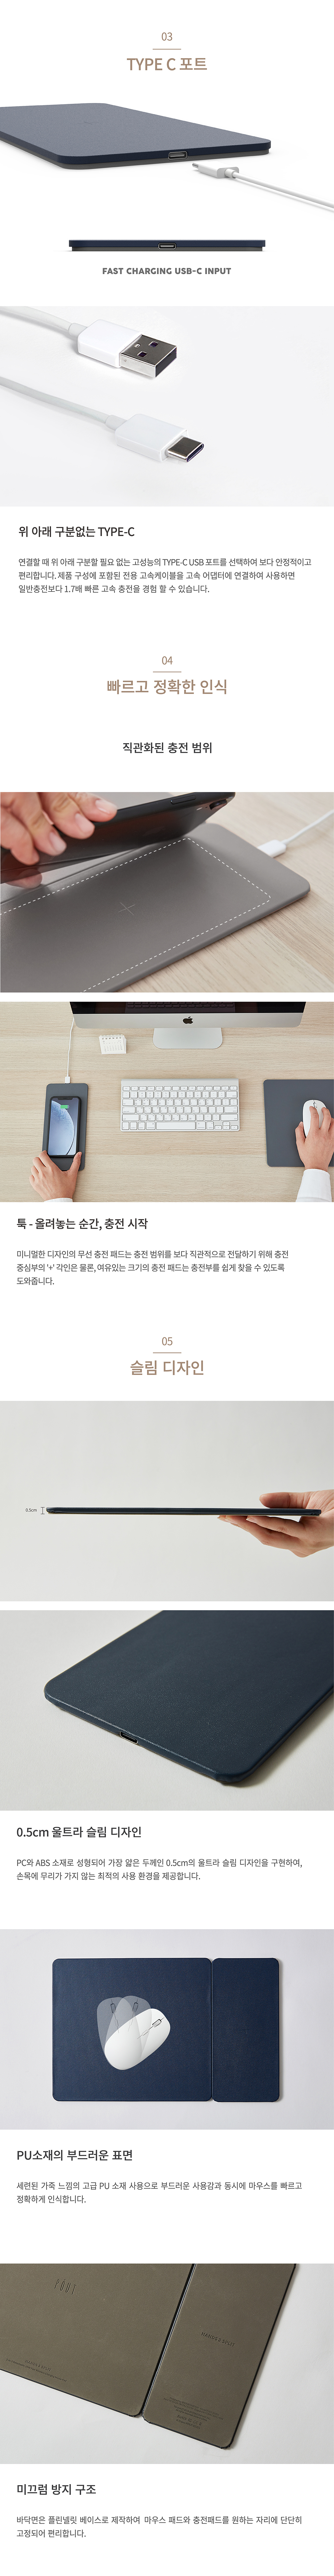 03
TYPE C 포트
FAST CHARGING USB-C INPUT
위 아래 구분없는 TYPE-C
연결할 때 위 아래 구분할 필요 없는 고성능의 TYPE-C USB 포트를 선택하여 보다 안정적이고
편리합니다. 제품 구성에 포함된 전용 고속케이블을 고속 어댑터에 연결하여 사용하면
일반충전보다 1.7배 빠른 고속 충전을 경험 할 수 있습니다.
04
빠르고 정확한 인식
직관화된 충전 범위
툭 - 올려놓는 순간, 충전 시작
미니멀한 디자인의 무선 충전 패드는 충전 범위를 보다 직관적으로 전달하기 위해 충전
중심부의 '+' 각인은 물론, 여유있는 크기의 충전 패드는 충전부를 쉽게 찾을 수 있도록
도와줍니다.
05
슬림 디자인
0.5cm
0.5cm 울트라 슬림 디자인
PC와 ABS 소재로 성형되어 가장 얇은 두께인 0.5cm의 울트라 슬림 디자인을 구현하여,
손목에 무리가 가지 않는 최적의 사용 환경을 제공합니다.
PU소재의 부드러운 표면
세련된 가죽 느낌의 고급 PU 소재 사용으로 부드러운 사용감과 동시에 마우스를 빠르고
정확하게 인식합니다.
미끄럼 방지 구조
바닥면은 플린넬릿 베이스로 제작하여 마우스 패드와 충전패드를 원하는 자리에 단단히
고정되어 편리합니다.